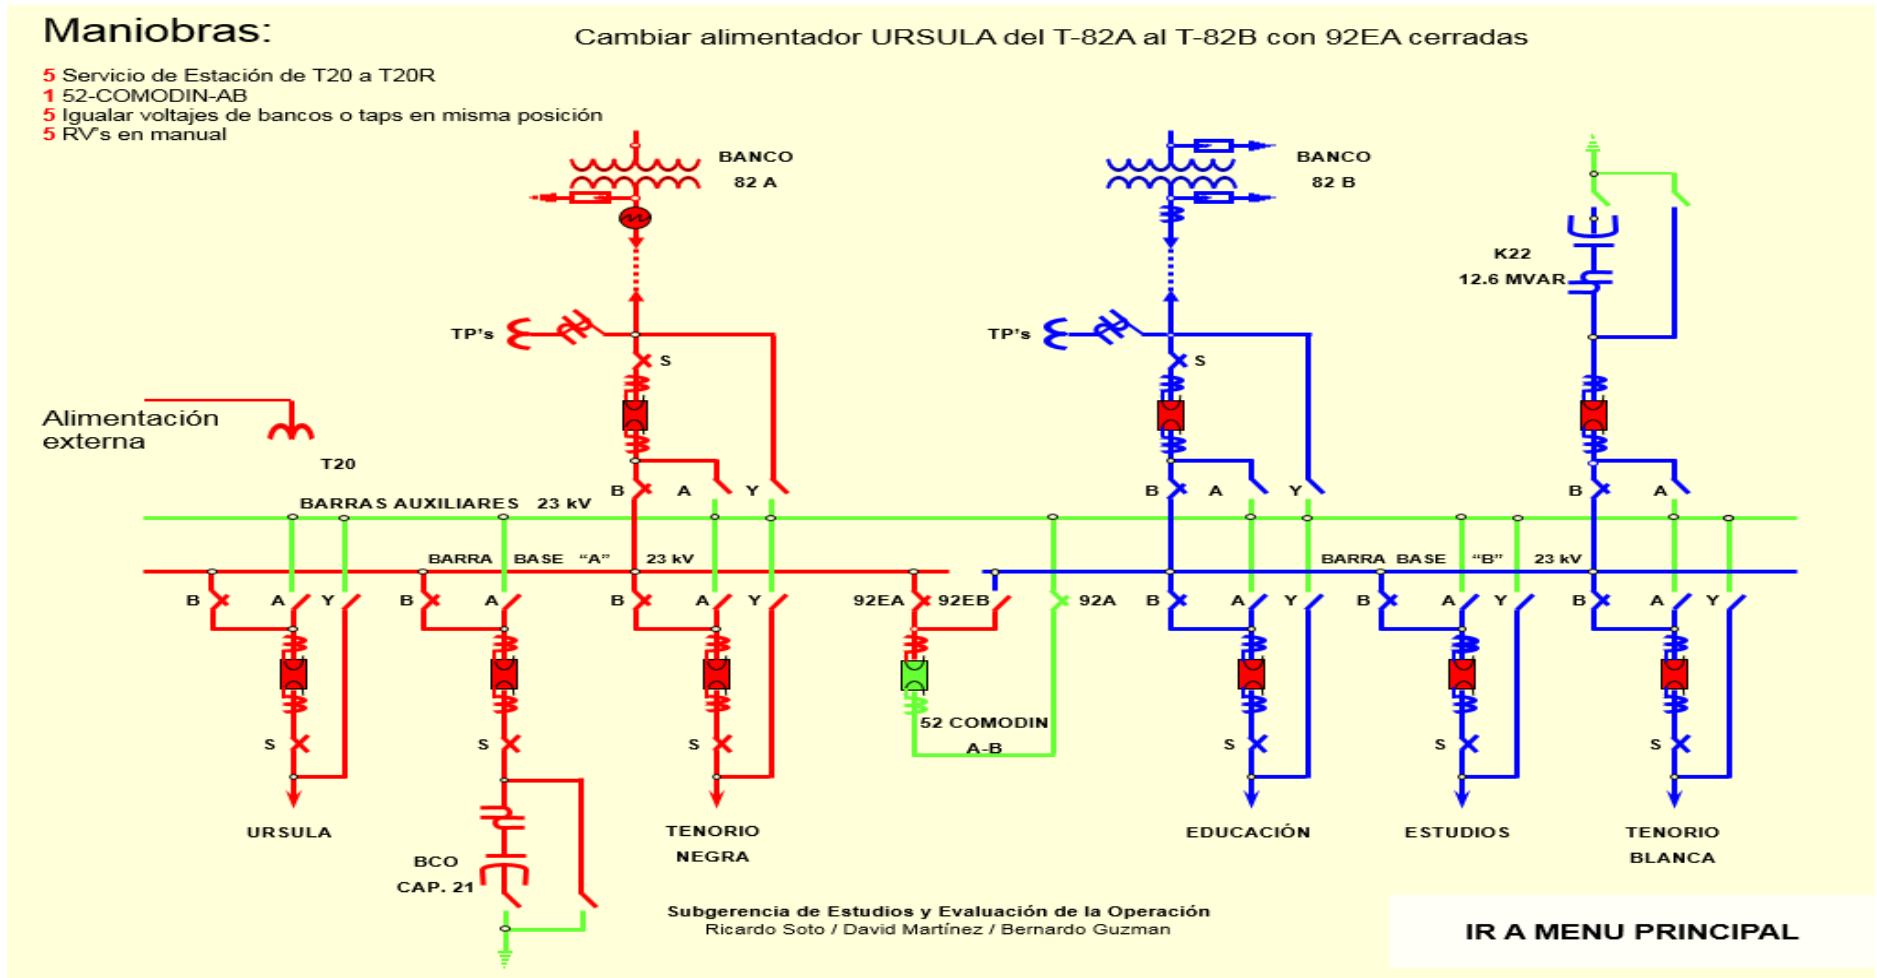 Maniobras:
Cambiar alimentador URSULA del T-82A al T-82B con 92EA cerradas
5 Servicio de Estación de T20 a T20R
1 52-COMODIN-AB
5 Igualar voltajes de bancos o taps en misma posición
5 RV's en manual
BANCO
82 A
BANCO
82 B
K22
12.6 MVAR
TP's
TP's
S
S
Alimentación
externa
T20
B A Y
B A Y
B A
BARRAS AUXILIARES 23 kV
BARRA BASE “A” 23 kV
BARRA BASE “B” 23 kV
B A Y
B A
B A Y
92EA 92EB 92A
B A Y
B A Y
B A Y
52 COMODIN
A-B
S
S
S
S
S
S
URSULA
TENORIO
NEGRA
EDUCACIÓN
ESTUDIOS
TENORIO
BLANCA
BCO
CAP. 21
Subgerencia de Estudios y Evaluación de la Operación
Ricardo Soto / David Martínez / Bernardo Guzman
IR A MENU PRINCIPAL